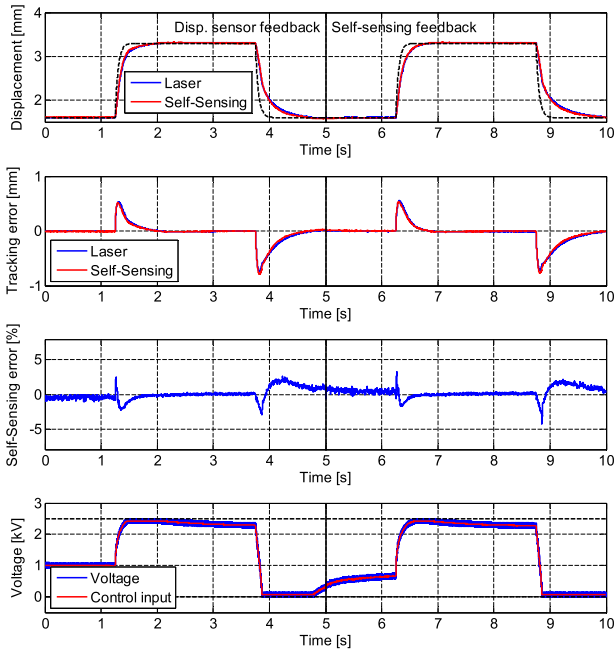 Disp. sensor feedback
Self-sensing feedback
Displacement [mm]
4
3
2
Laser
Self-Sensing
0 1 2 3 4 5 6 7 8 9 10
Time [s]
Tracking error [mm]
1
0
-1
Laser
Self-Sensing
0 1 2 3 4 5 6 7 8 9 10
Time [s]
Self-Sensing error [%]
5
0
-5
0 1 2 3 4 5 6 7 8 9 10
Time [s]
Voltage [kV]
3
2
1
0
Voltage
Control input
0 1 2 3 4 5 6 7 8 9 10
Time [s]